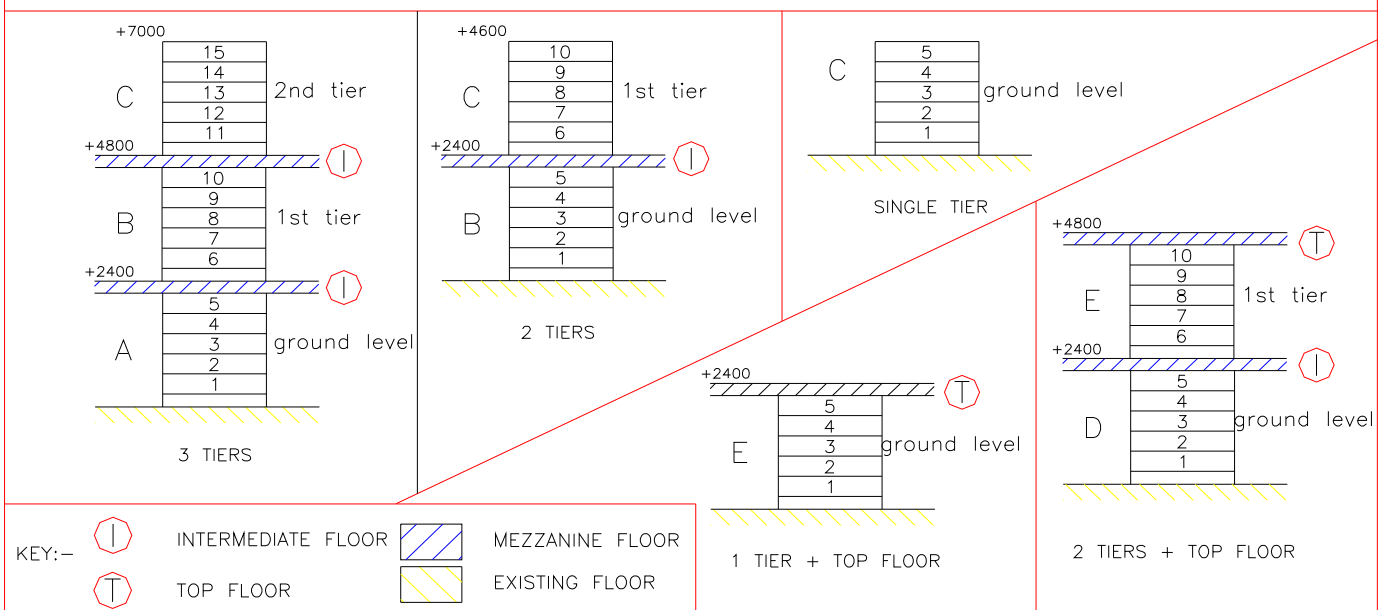 +7000
15
14
C 13 2nd tier
12
11
+4800
I
10
9
B 8 1st tier
7
6
+2400
I
5
4
A 3 ground level
2
1
3 TIERS
+4600
10
9
C 8 1st tier
7
6
+2400
I
5
4
B 3 ground level
2
1
2 TIERS
5
C 4
3 ground level
2
1
SINGLE TIER
+2400
T
5
4
E 3 ground level
2
1
1 TIER + TOP FLOOR
+4800
T
10
9
E 8 1st tier
7
6
+2400
I
5
4
D 3 ground level
2
1
2 TIERS + TOP FLOOR
KEY:-
I INTERMEDIATE FLOOR
MEZZANINE FLOOR
T TOP FLOOR
EXISTING FLOOR